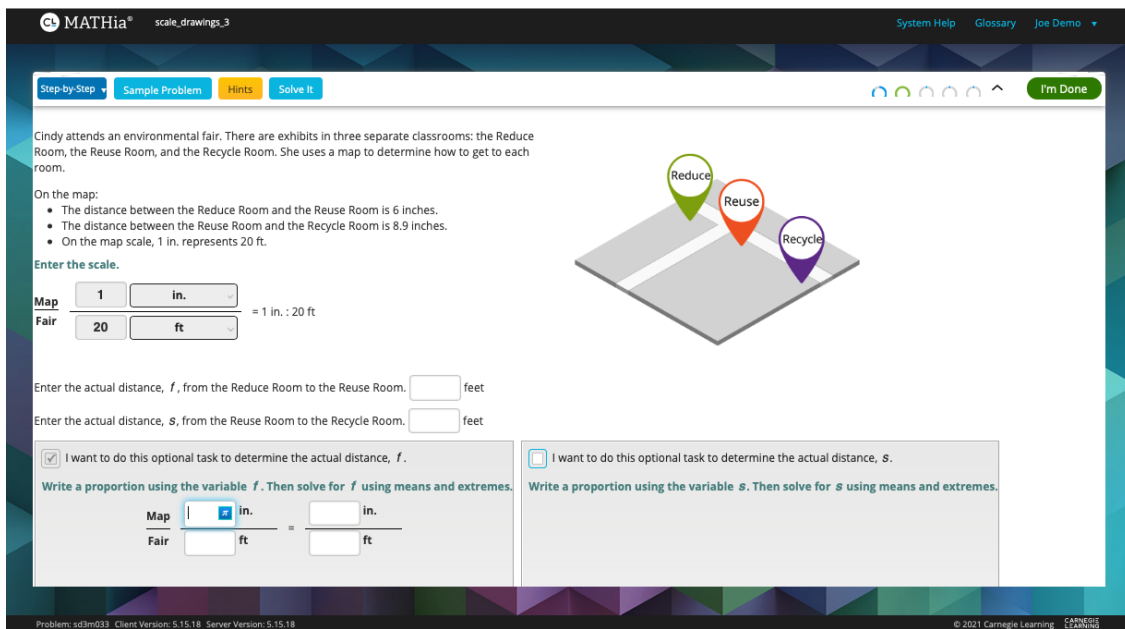 CL MATHia® scale_drawings_3 System Help Glossary Joe Demo
Step-by-Step Sample Problem Hints Solve It I'm Done
Cindy attends an environmental fair. There are exhibits in three separate classrooms: the Reduce
Room, the Reuse Room, and the Recycle Room. She uses a map to determine how to get to each
room.
On the map:
• The distance between the Reduce Room and the Reuse Room is 6 inches.
• The distance between the Reuse Room and the Recycle Room is 8.9 inches.
• On the map scale, 1 in. represents 20 ft.
Reduce
Reuse
Recycle
Enter the scale.
Map 1 in.
= 1 in. : 20 ft
Fair 20 ft
Enter the actual distance, f, from the Reduce Room to the Reuse Room. feet
Enter the actual distance, s, from the Reuse Room to the Recycle Room. feet
I want to do this optional task to determine the actual distance, f.
Write a proportion using the variable f. Then solve for f using means and extremes.
Map π in. = in.
Fair ft ft
I want to do this optional task to determine the actual distance, s.
Write a proportion using the variable s. Then solve for s using means and extremes.
Problem: sd3m033 Client Version: 5.15.18 Server Version: 5.15.18 © 2021 Carnegie Learning CARNEGIE LEARNING